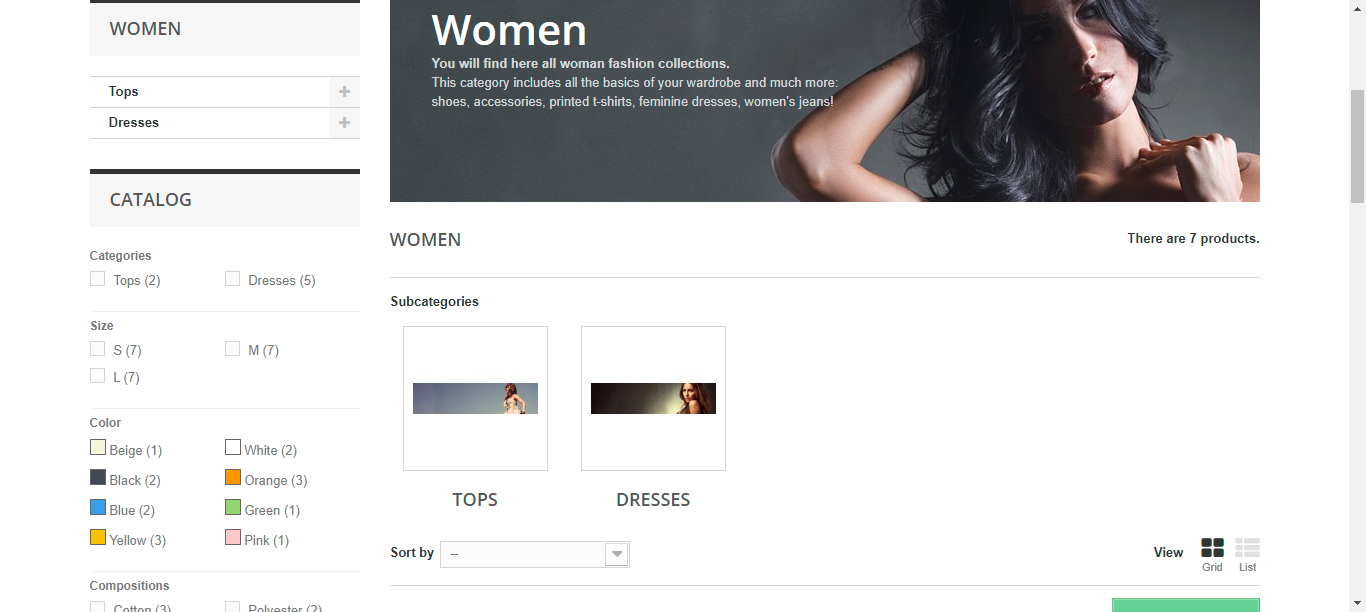 WOMEN
Tops
Dresses
CATALOG
Categories
Tops (2)
Dresses (5)
Size
S (7)
M (7)
L (7)
Color
Beige (1)
White (2)
Black (2)
Orange (3)
Blue (2)
Green (1)
Yellow (3)
Pink (1)
Compositions
Cotton (3)
Polyester (2)
Women
You will find here all woman fashion collections.
This category includes all the basics of your wardrobe and much more:
shoes, accessories, printed t-shirts, feminine dresses, women's jeans!
WOMEN
There are 7 products.
Subcategories
TOPS
DRESSES
Sort by
--
View
Grid
List